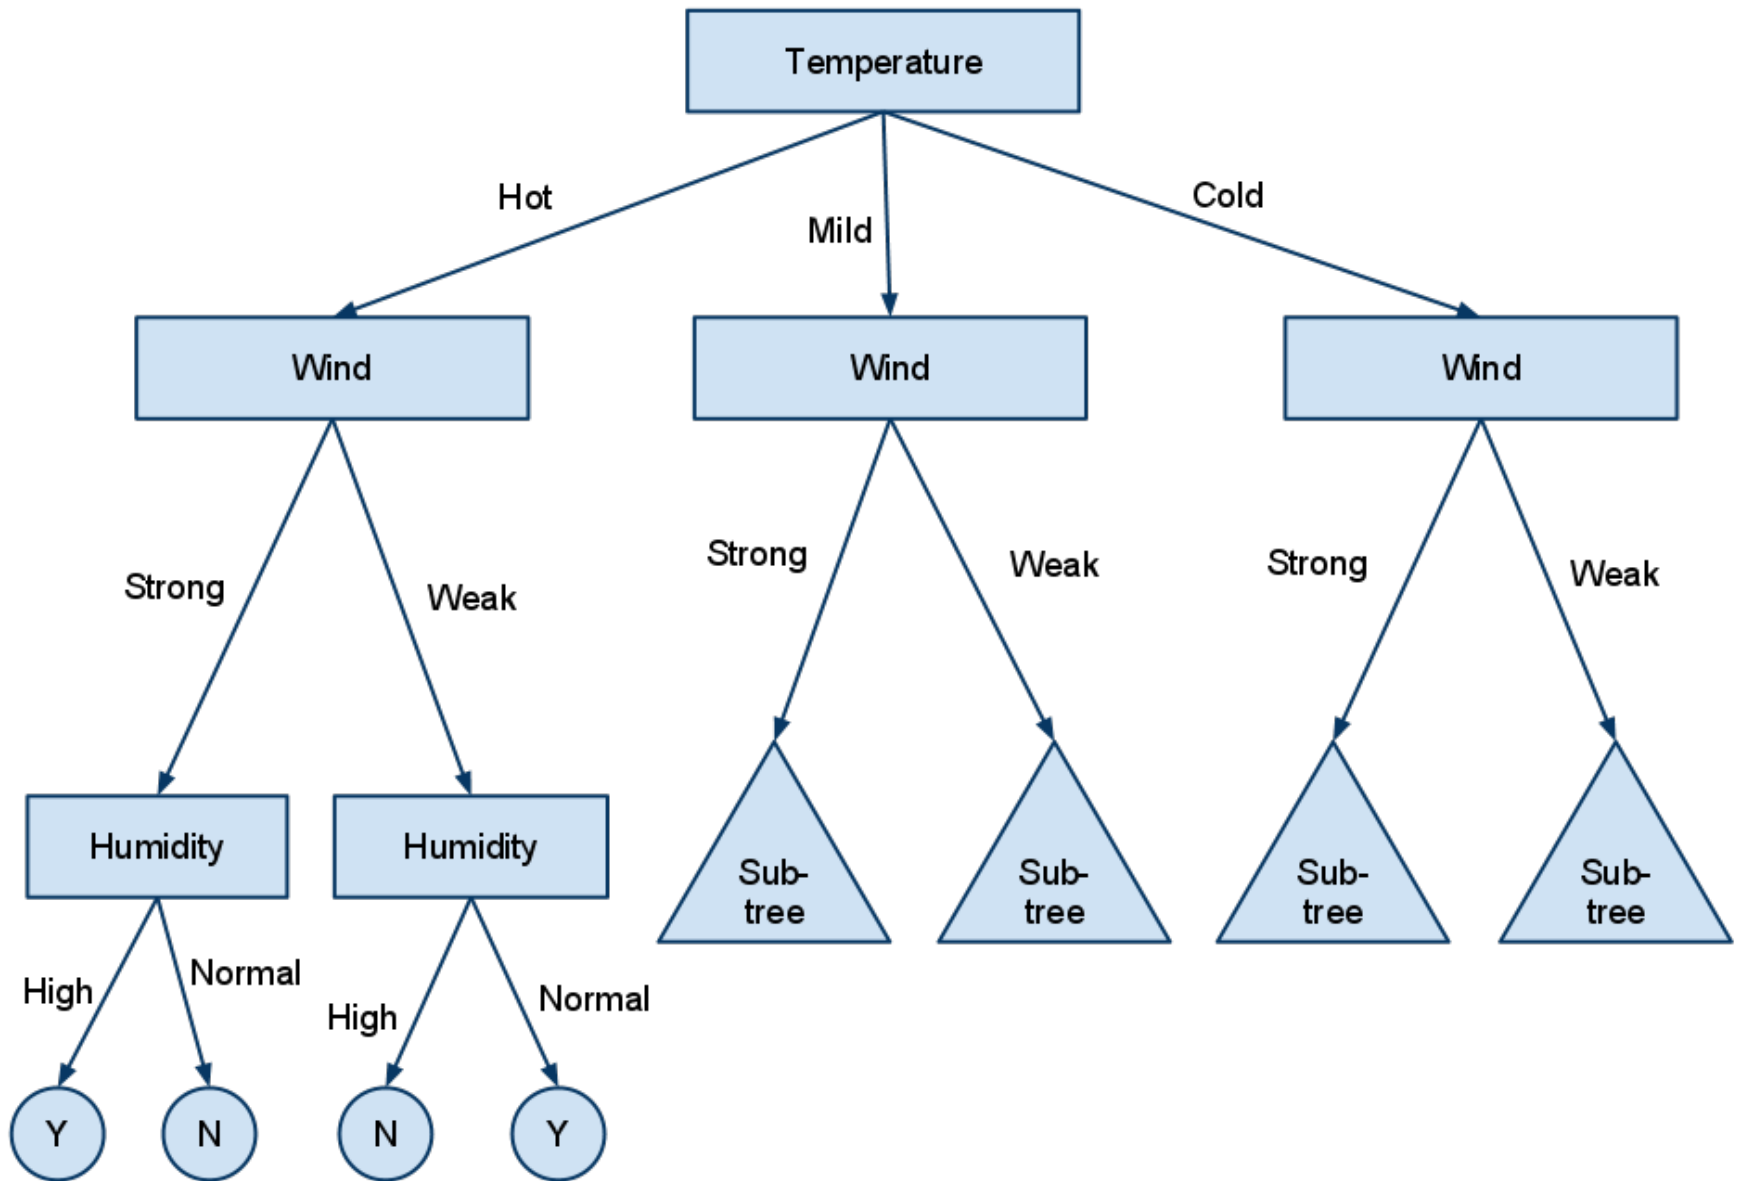 Temperature
Hot
Mild
Cold
Wind
Wind
Wind
Strong
Weak
Strong
Weak
Strong
Weak
Humidity
Humidity
Sub-
tree
Sub-
tree
Sub-
tree
Sub-
tree
High
Normal
High
Normal
Y
N
N
Y